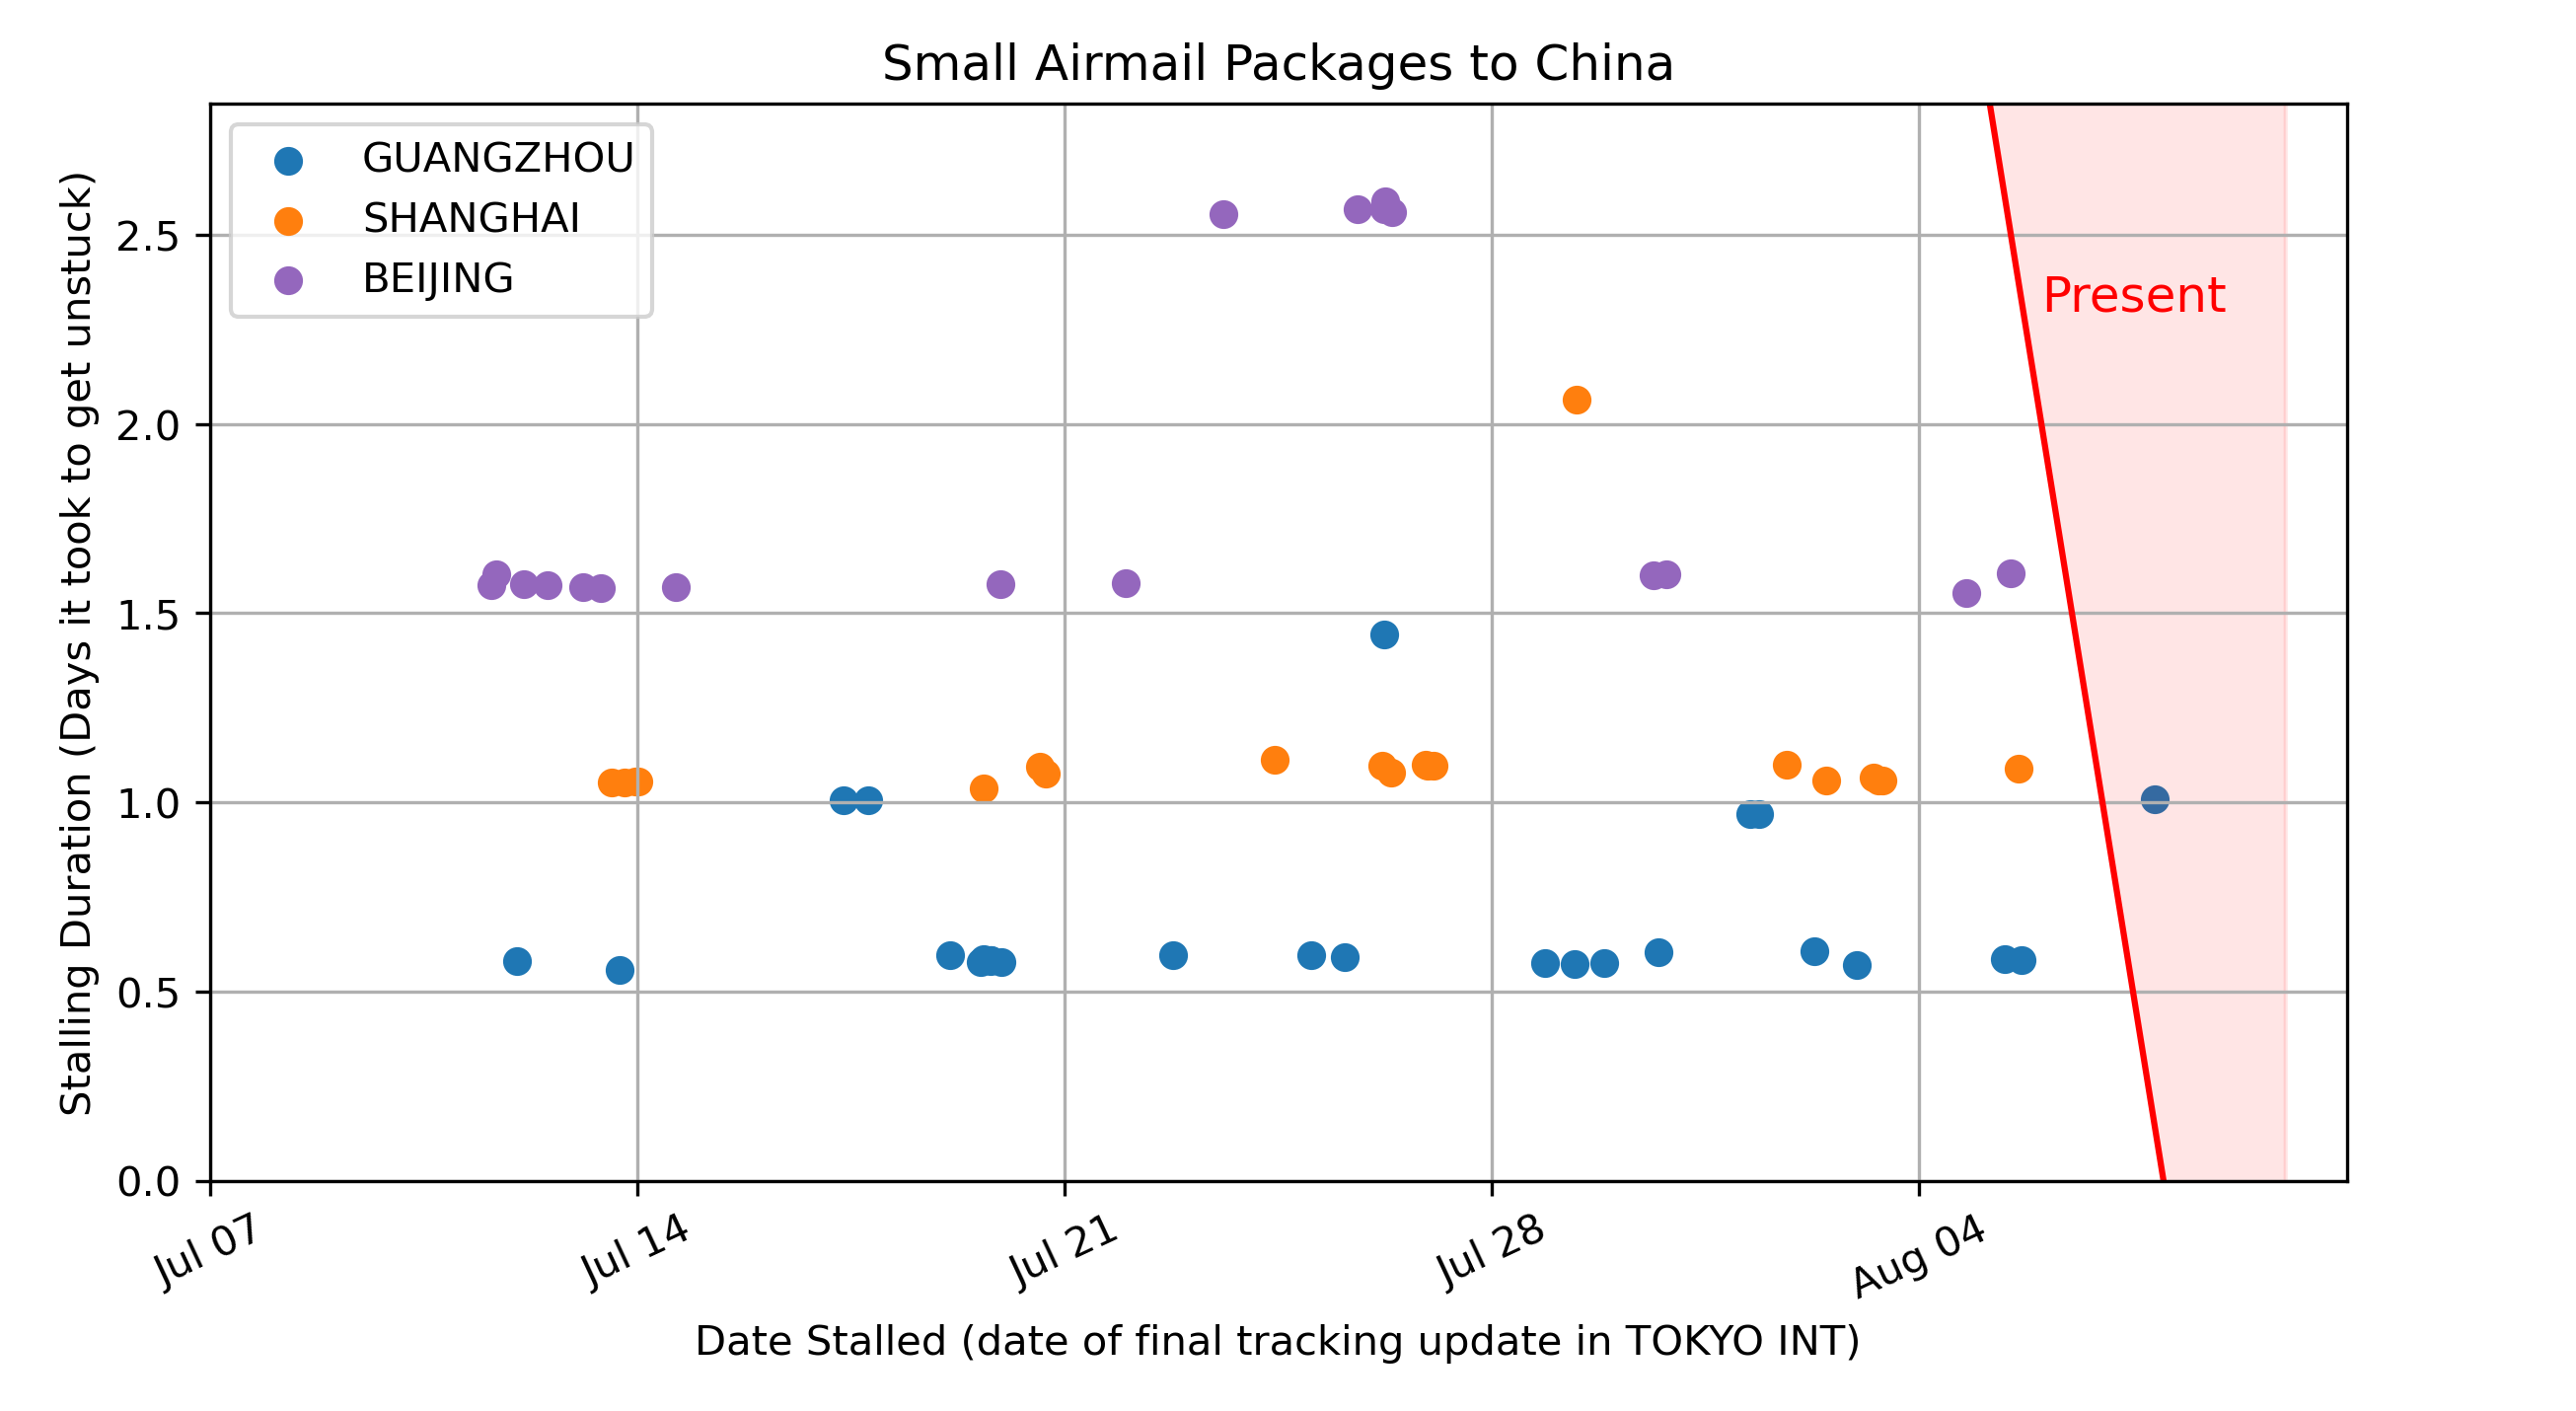 Small Airmail Packages to China
GUANGZHOU
SHANGHAI
BEIJING
Present
Stalling Duration (Days it took to get unstuck)
2.5
2.0
1.5
1.0
0.5
0.0
Jul 07
Jul 14
Jul 21
Jul 28
Aug 04
Date Stalled (date of final tracking update in TOKYO INT)